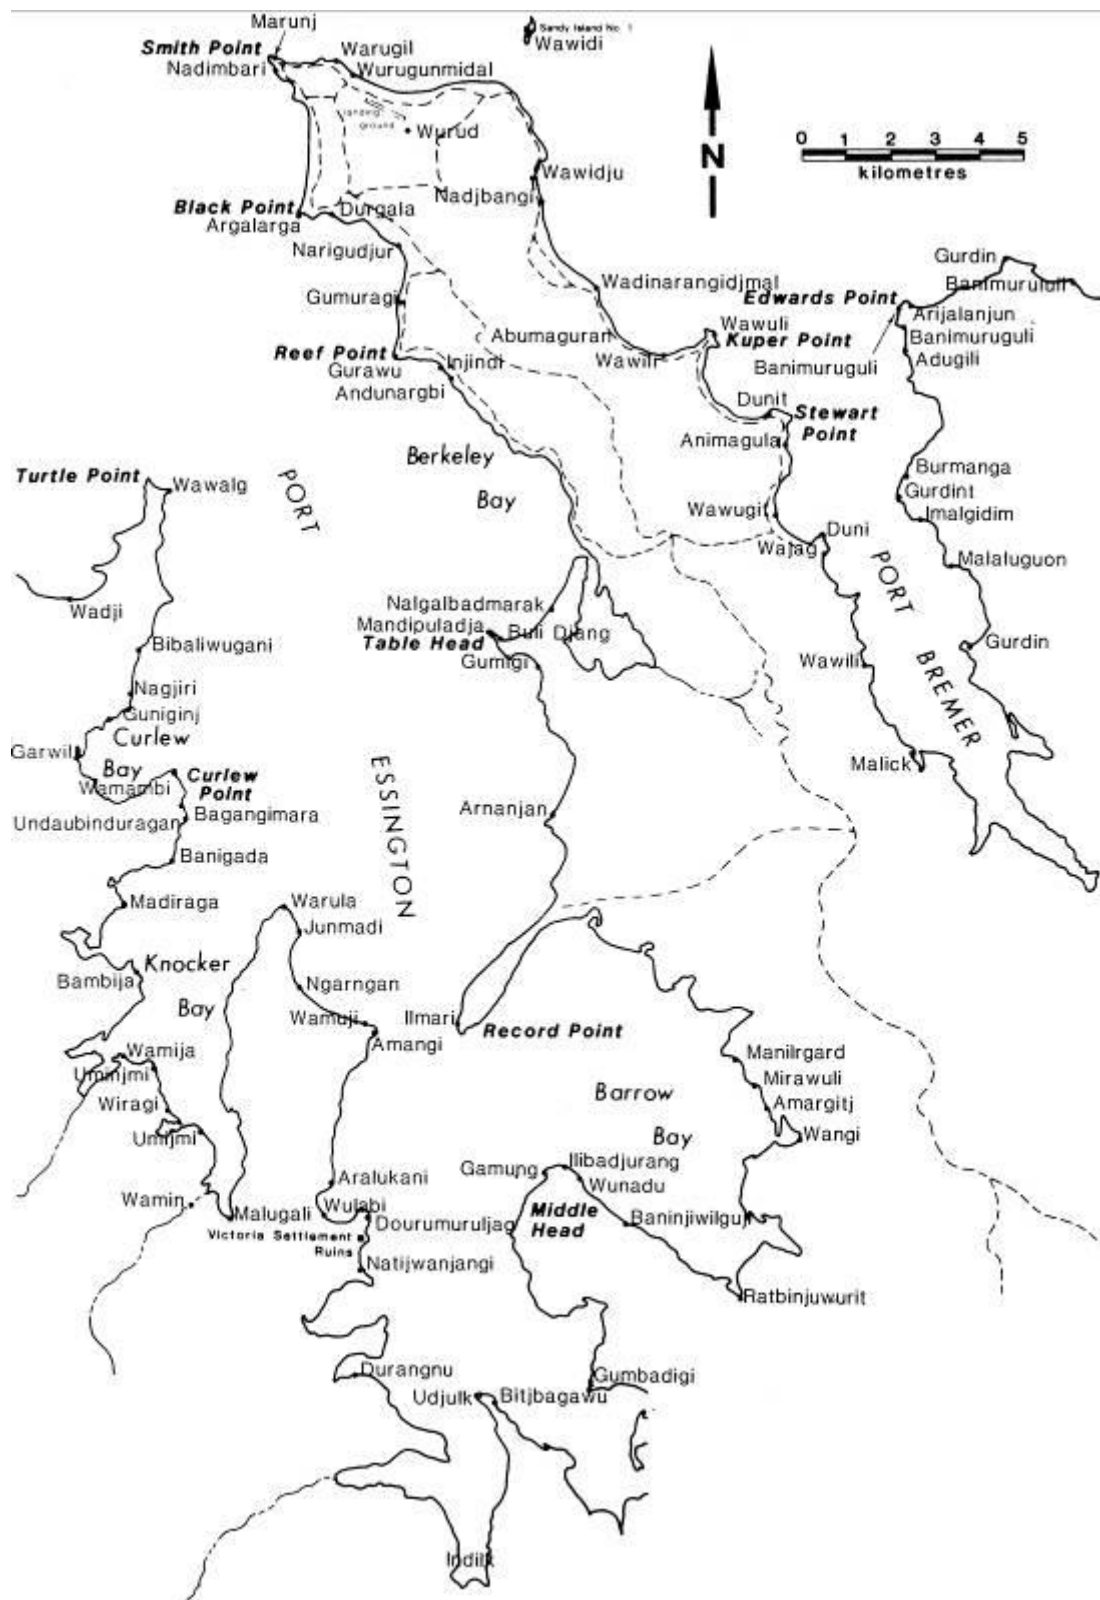 Marunj
Sandy Island No. 1
Wawidi
Smith Point
Warugil
Nadimbari
Wurugunmidal
landing
ground
Wurud
N
0 1 2 3 4 5
kilometres
Wawidju
Nadjbangi
Black Point
Durgala
Argalarga
Narigudjur
Gurdin
Wadinarangidjmal
Banimurululi
Edwards Point
Gumuragi
Arijalanjun
Wawuli
Abumaguran
Kuper Point
Banimuruguli
Reef Point
Wawili
Adugili
Gurawu
Injindi
Banimuruguli
Andunargbi
Dunit
Stewart
Point
Animagula
Berkeley
Bay
Turtle Point
Wawalg
PORT
Burmanga
Gurdint
Wawugi
Imalgidim
Duni
Wajag
PORT
Malaluguon
Wadji
Nalgalbadmarak
Mandipuladja
Buli Djang
Table Head
Bibaliwugani
Gumigi
Wawili
Gurdin
BREMER
Nagjiri
Guniginj
Curlew
Bay
Garwil
Malick
Wamambi
Curlew
Point
ESSINGTON
Undaubinduragan
Bagangimara
Arnanjan
Banigada
Madiraga
Warula
Junmadi
Knocker
Bay
Bambija
Ngarngan
Wamuji
Ilmari
Record Point
Amangi
Wamija
Uminjmi
Manilrgard
Mirawuli
Barrow
Bay
Wiragi
Amargitj
Umijmi
Wangi
Gamung
Ilibadjurang
Aralukani
Wunadu
Wamin
Malugali
Wulabi
Dourumuruljag
Middle
Head
Baninjiwilguji
Victoria Settlement
Ruins
Natijwanjangi
Ratbinjuwurit
Durangnu
Gumbadigi
Udjulk
Bitjbagawu
Indilk